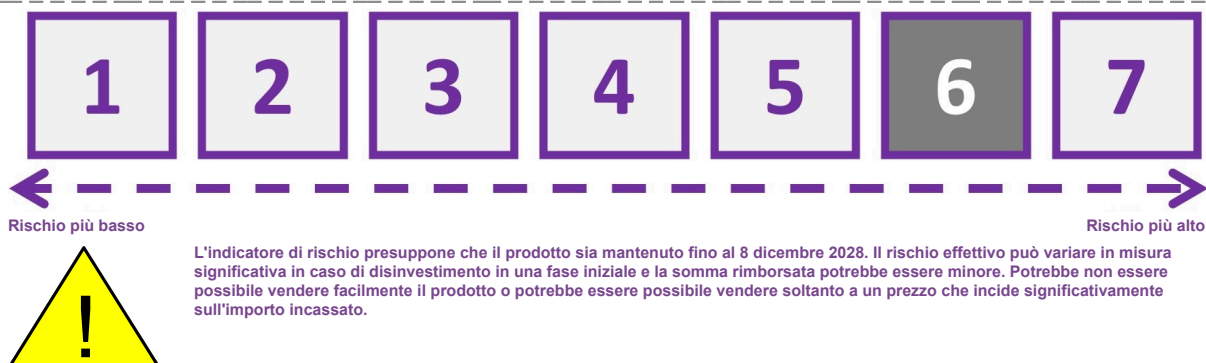 1 2 3 4 5 6 7
Rischio più basso Rischio più alto
L'indicatore di rischio presuppone che il prodotto sia mantenuto fino al 8 dicembre 2028. Il rischio effettivo può variare in misura
significativa in caso di disinvestimento in una fase iniziale e la somma rimborsata potrebbe essere minore. Potrebbe non essere
possibile vendere facilmente il prodotto o potrebbe essere possibile vendere soltanto a un prezzo che incide significativamente
sull'importo incassato.
!